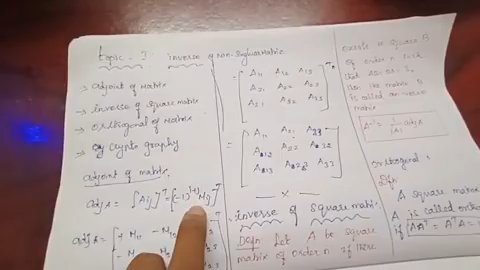 Topic - 3 inverse of non-singular matrix
→ Adjoint of matrix
→ Inverse of square matrix
→ Orthogonal of matrix
→ Cryptography
adjoint of matrix.
adj A = [Aij]ᵀ = [(-1)ⁱ⁺ʲ Mij]ᵀ
adj A = [ + M11 - M12
- M
= [ A11 A12 A13
A21 A22 A23
A31 A32 A33 ]ᵀ
= [ A11 A21
A12 A22 A32
A13 A23 A33 ]
— x —
inverse of square matrix
Defn Let A be square
matrix of order n if there
exists a square B
of order n such
that AB = BA = In
then the matrix B
is called an inverse
matrix
A⁻¹ = 1/|A| adj A
Orthogonal
Defn
A square matrix
A is called
if AAᵀ = AᵀA =